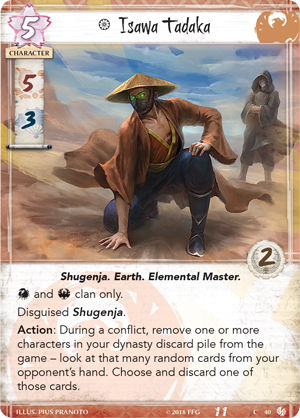 5
Isawa Tadaka
CHARACTER
5
3
2
Shugenja. Earth. Elemental Master.
and clan only.
Disguised Shugenja.
Action: During a conflict, remove one or more
characters in your dynasty discard pile from
the game – look at that many random cards from
your opponent's hand. Choose and discard one
of those cards.
ILLUS. PIUS PRANOTO
© 2018 FFG
11
C 40